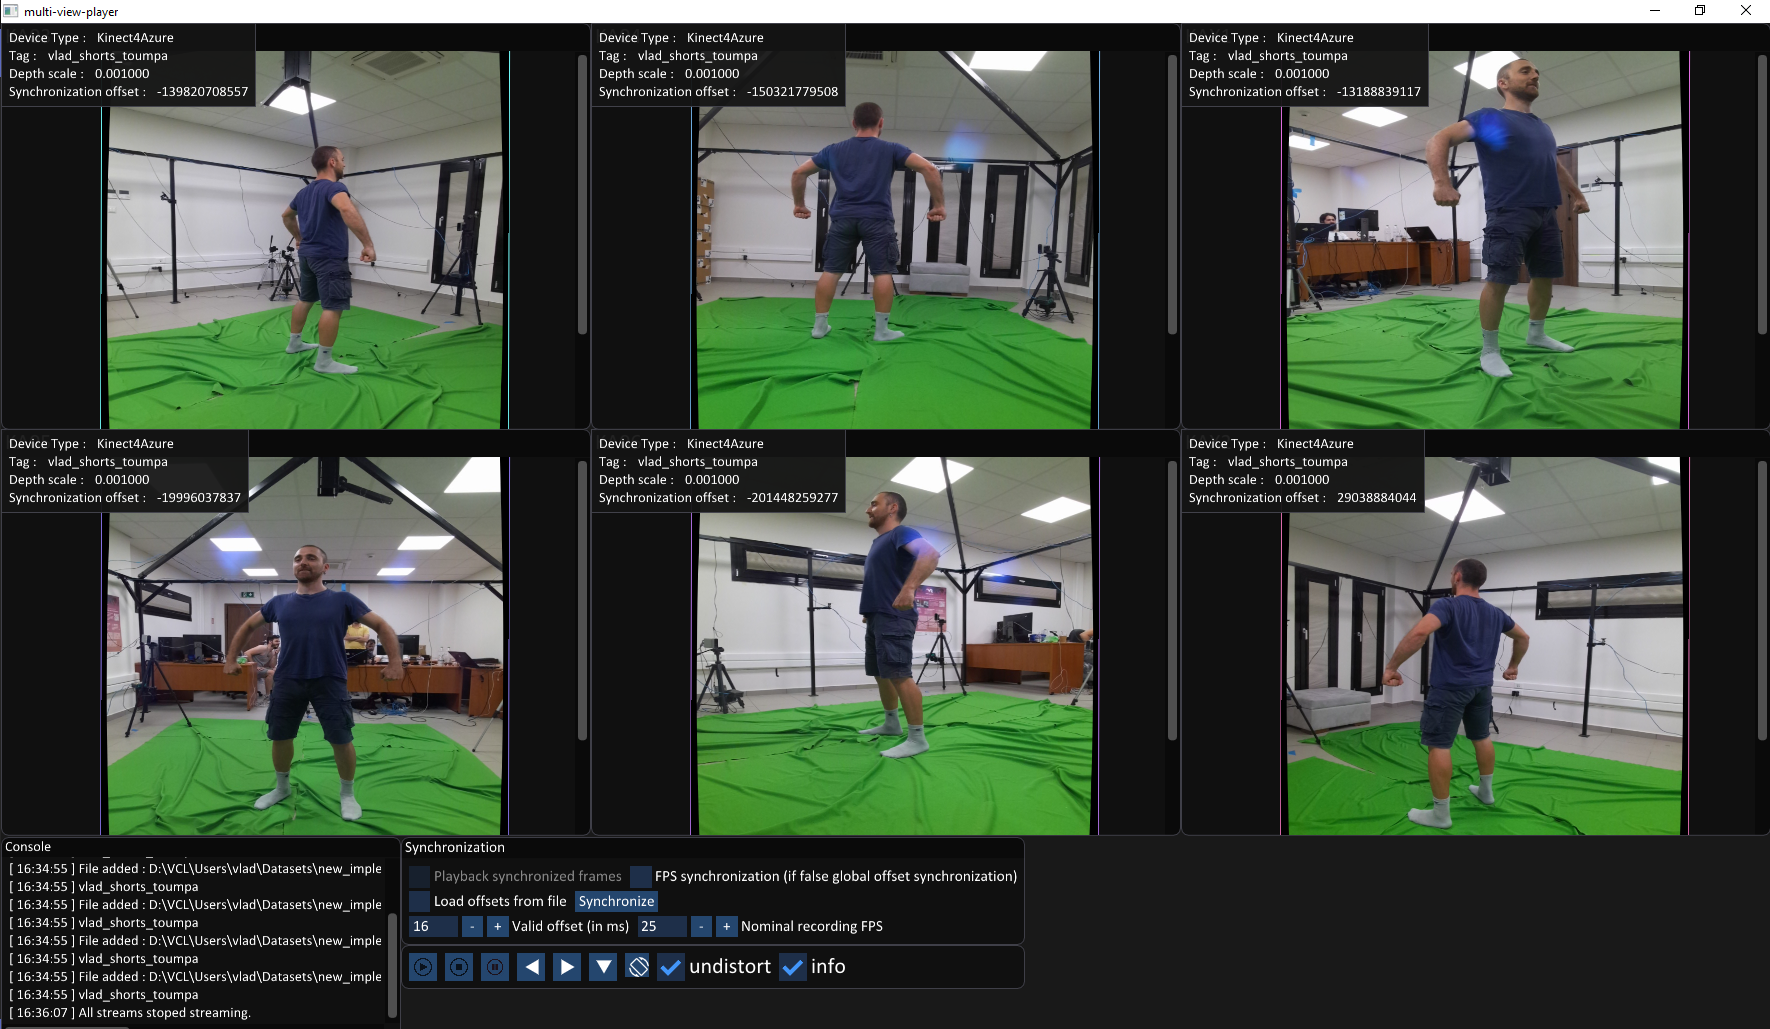 multi-view-player
Device Type : Kinect4Azure
Tag : vlad_shorts_toumpa
Depth scale : 0.001000
Synchronization offset : -139820708557
Device Type : Kinect4Azure
Tag : vlad_shorts_toumpa
Depth scale : 0.001000
Synchronization offset : -150321779508
Device Type : Kinect4Azure
Tag : vlad_shorts_toumpa
Depth scale : 0.001000
Synchronization offset : -13188839117
Device Type : Kinect4Azure
Tag : vlad_shorts_toumpa
Depth scale : 0.001000
Synchronization offset : -19996037837
Device Type : Kinect4Azure
Tag : vlad_shorts_toumpa
Depth scale : 0.001000
Synchronization offset : -201448259277
Device Type : Kinect4Azure
Tag : vlad_shorts_toumpa
Depth scale : 0.001000
Synchronization offset : 29038884044
Console
[ 16:34:55 ] File added : D:\VCL\Users\vlad\Datasets\new_imple
[ 16:34:55 ] vlad_shorts_toumpa
[ 16:34:55 ] File added : D:\VCL\Users\vlad\Datasets\new_imple
[ 16:34:55 ] vlad_shorts_toumpa
[ 16:34:55 ] File added : D:\VCL\Users\vlad\Datasets\new_imple
[ 16:34:55 ] vlad_shorts_toumpa
[ 16:34:55 ] File added : D:\VCL\Users\vlad\Datasets\new_imple
[ 16:34:55 ] vlad_shorts_toumpa
[ 16:36:07 ] All streams stoped streaming.
Synchronization
Playback synchronized frames FPS synchronization (if false global offset synchronization)
Load offsets from file Synchronize
16 - + Valid offset (in ms) 25 - + Nominal recording FPS
undistort info